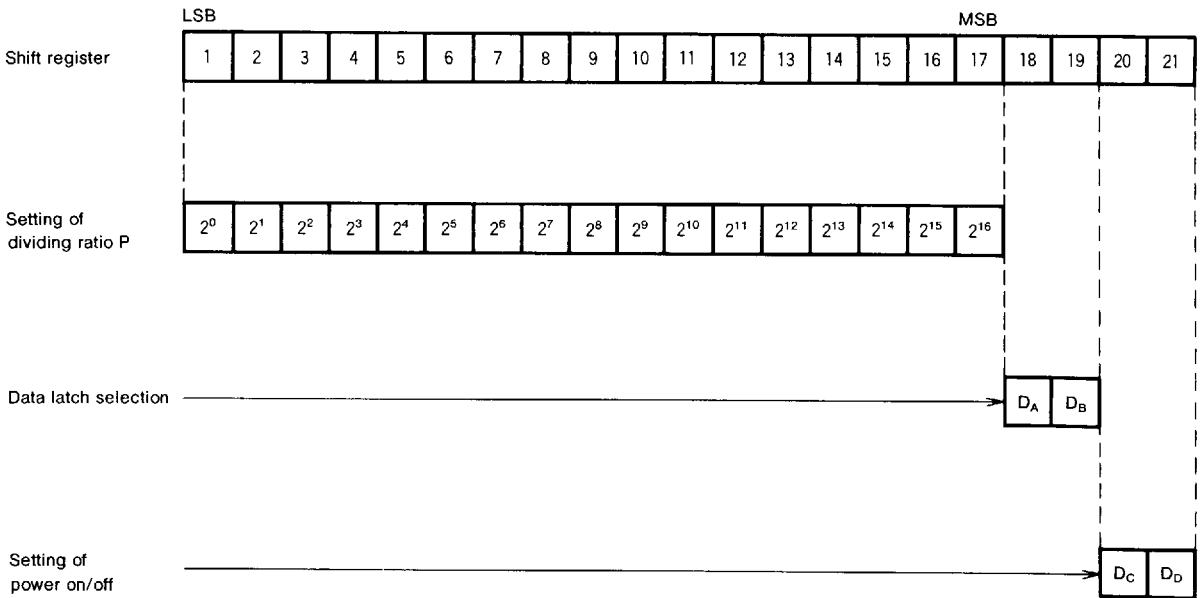 LSB MSB
Shift register 1 2 3 4 5 6 7 8 9 10 11 12 13 14 15 16 17 18 19 20 21
Setting of
dividing ratio P
2⁰ 2¹ 2² 2³ 2⁴ 2⁵ 2⁶ 2⁷ 2⁸ 2⁹ 2¹⁰ 2¹¹ 2¹² 2¹³ 2¹⁴ 2¹⁵ 2¹⁶
Data latch selection D_A D_B
Setting of
power on/off
D_C D_D